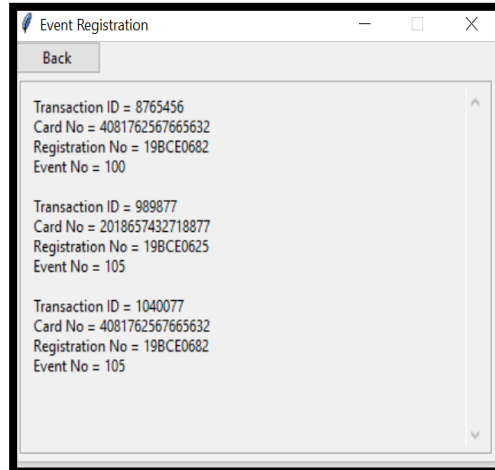 Event Registration
Back
Transaction ID = 8765456
Card No = 4081762567665632
Registration No = 19BCE0682
Event No = 100
Transaction ID = 989877
Card No = 2018657432718877
Registration No = 19BCE0625
Event No = 105
Transaction ID = 1040077
Card No = 4081762567665632
Registration No = 19BCE0682
Event No = 105